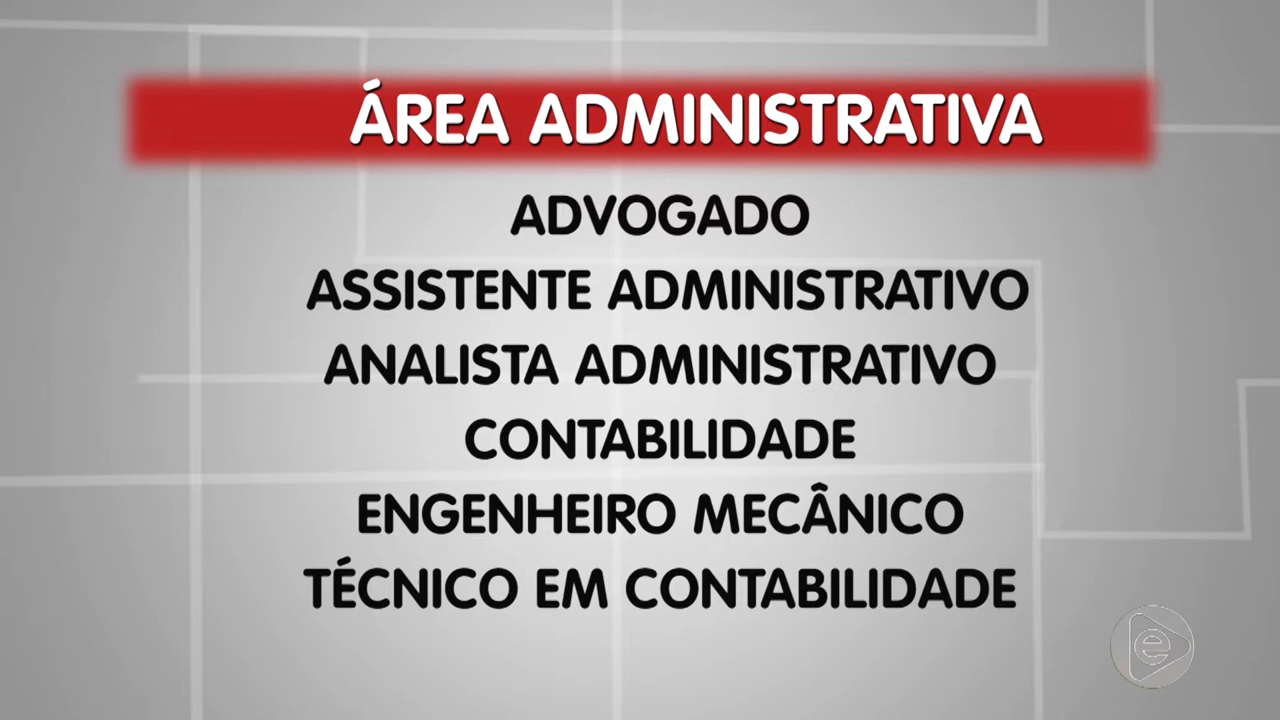 ÁREA ADMINISTRATIVA
ADVOGADO
ASSISTENTE ADMINISTRATIVO
ANALISTA ADMINISTRATIVO
CONTABILIDADE
ENGENHEIRO MECÂNICO
TÉCNICO EM CONTABILIDADE
e